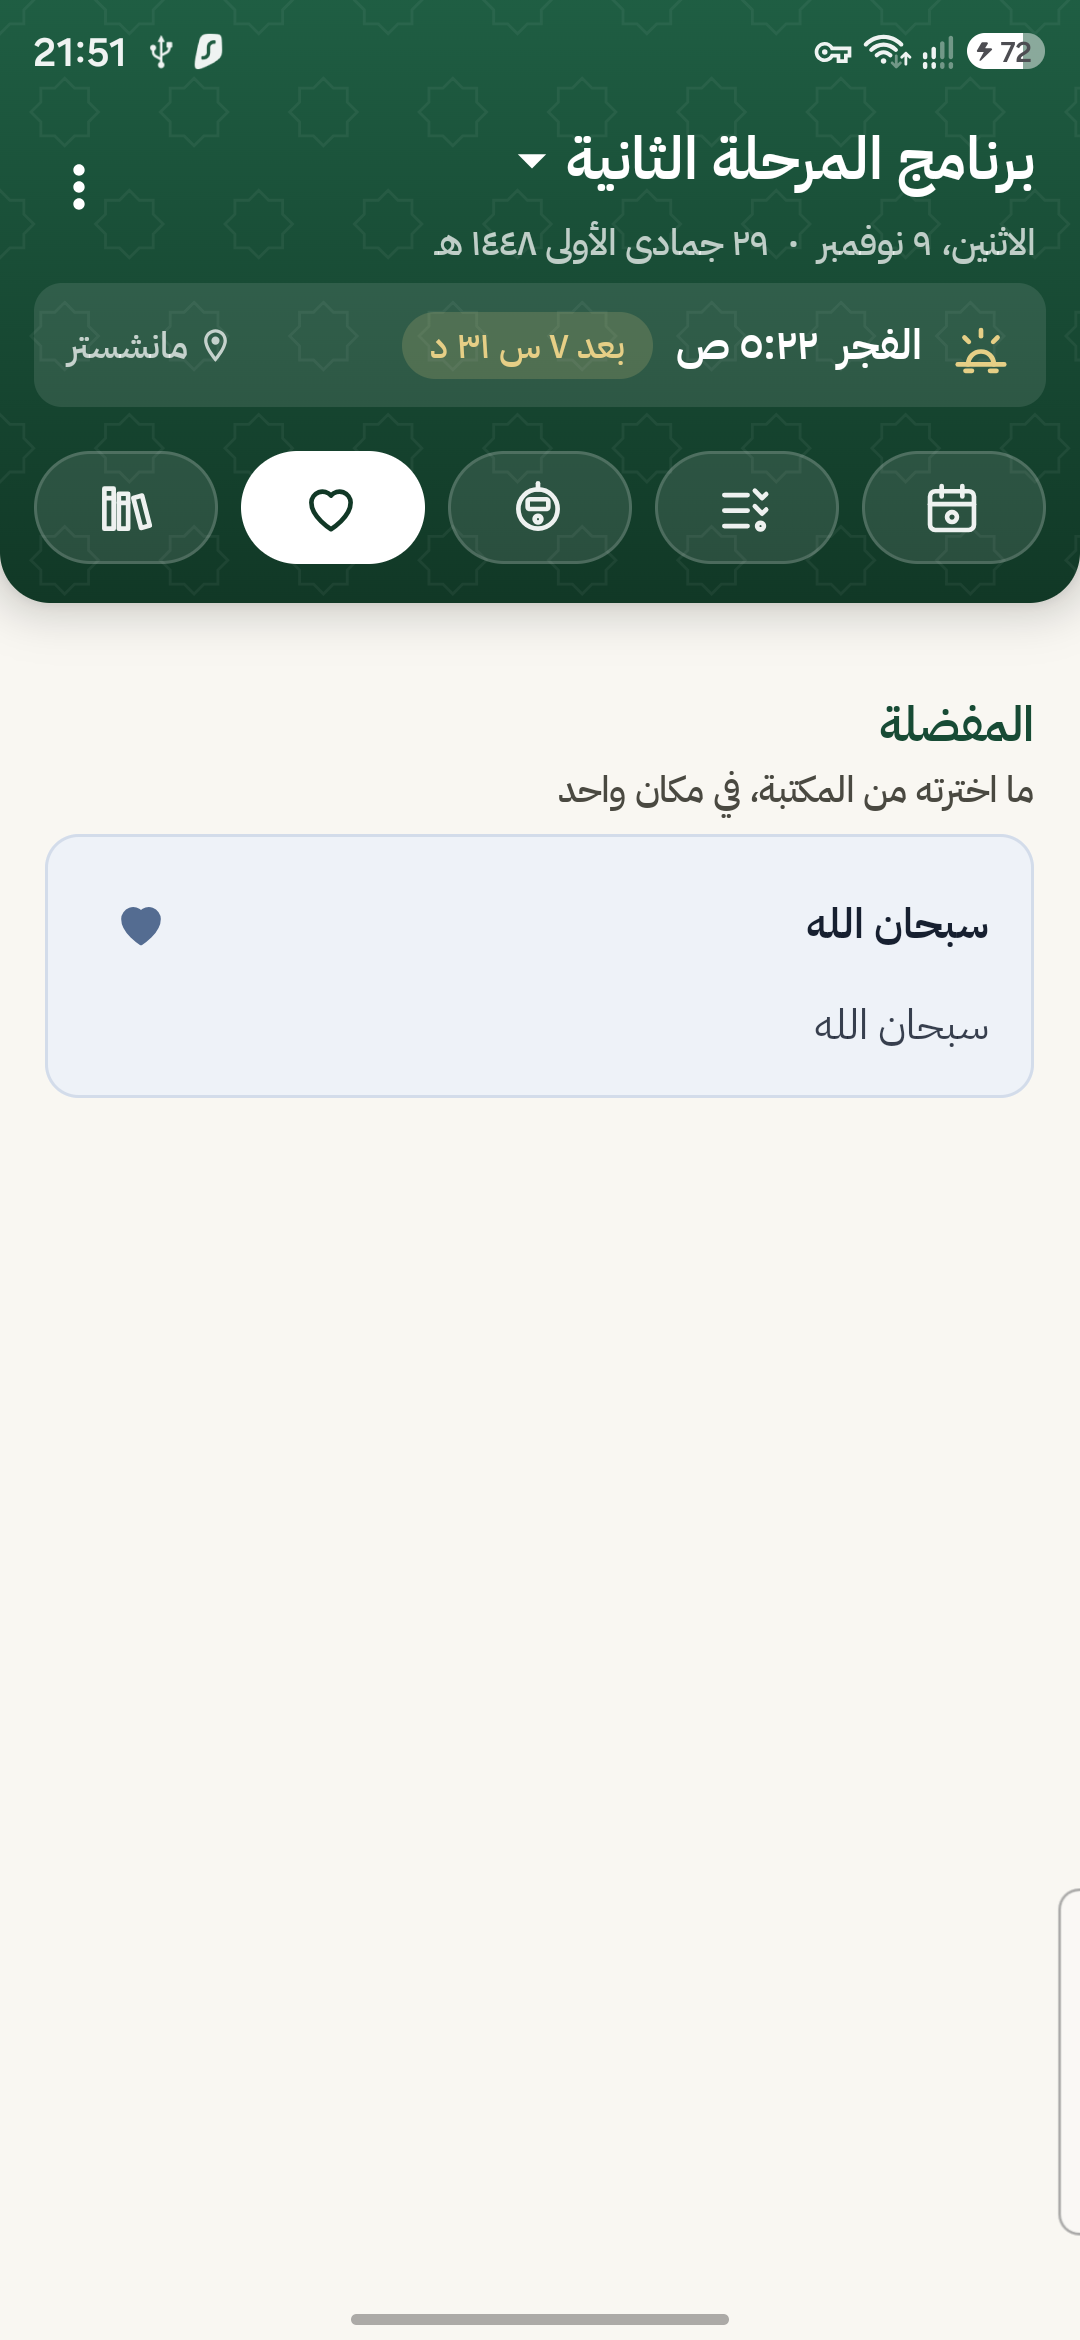 21:51
72
برنامج المرحلة الثانية
الاثنين، ٩ نوفمبر · ٢٩ جمادى الأولى ١٤٤٨ هـ
الفجر ٥:٢٢ ص بعد ٧ س ٣١ د مانشستر
المفضلة
ما اخترته من المكتبة، في مكان واحد
سبحان الله
سبحان الله